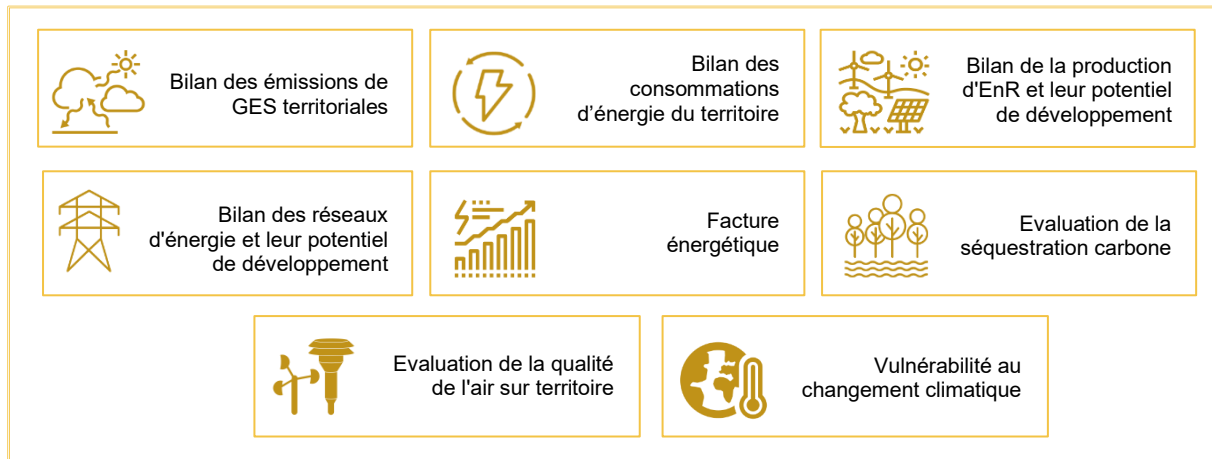 Bilan des émissions de
GES territoriales
Bilan des
consommations
d’énergie du territoire
Bilan de la production
d'EnR et leur potentiel
de développement
Bilan des réseaux
d'énergie et leur potentiel
de développement
Facture
énergétique
Evaluation de la
séquestration carbone
Evaluation de la qualité
de l'air sur territoire
Vulnérabilité au
changement climatique